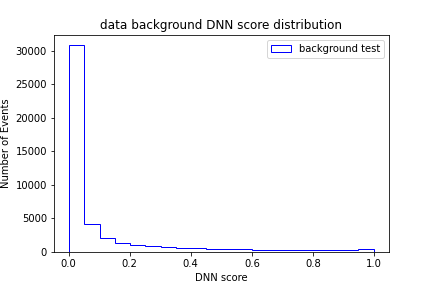 data background DNN score distribution
background test
Number of Events
30000
25000
20000
15000
10000
5000
0
0.0 0.2 0.4 0.6 0.8 1.0
DNN score